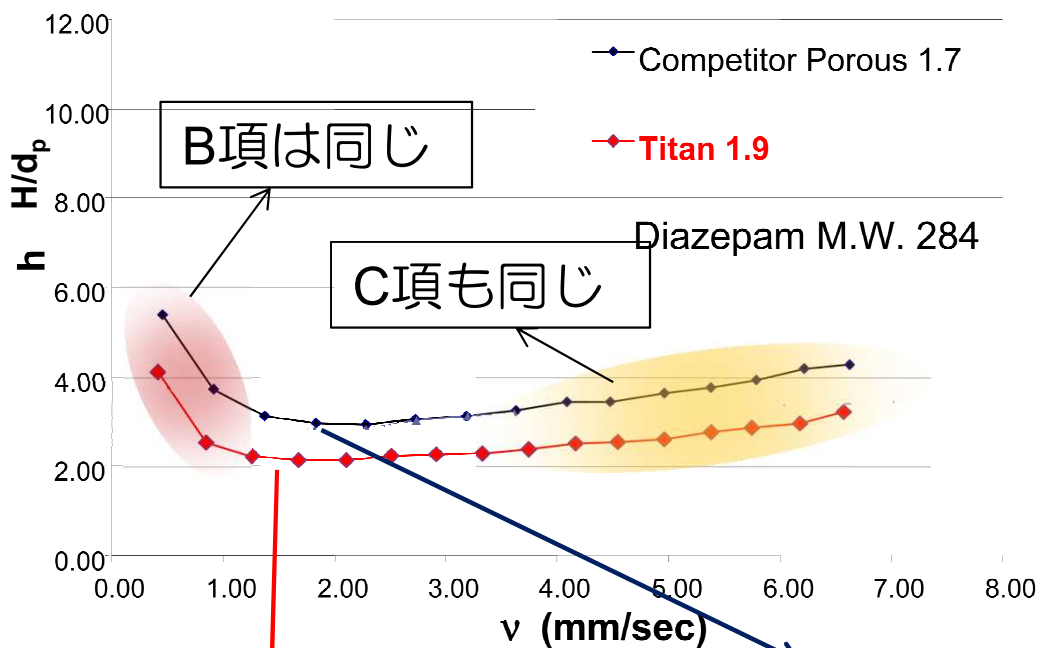 12.00
10.00
8.00
6.00
4.00
2.00
0.00
h H/dp
Competitor Porous 1.7
Titan 1.9
Diazepam M.W. 284
B項は同じ
C項も同じ
0.00 1.00 2.00 3.00 4.00 5.00 6.00 7.00 8.00
ν (mm/sec)